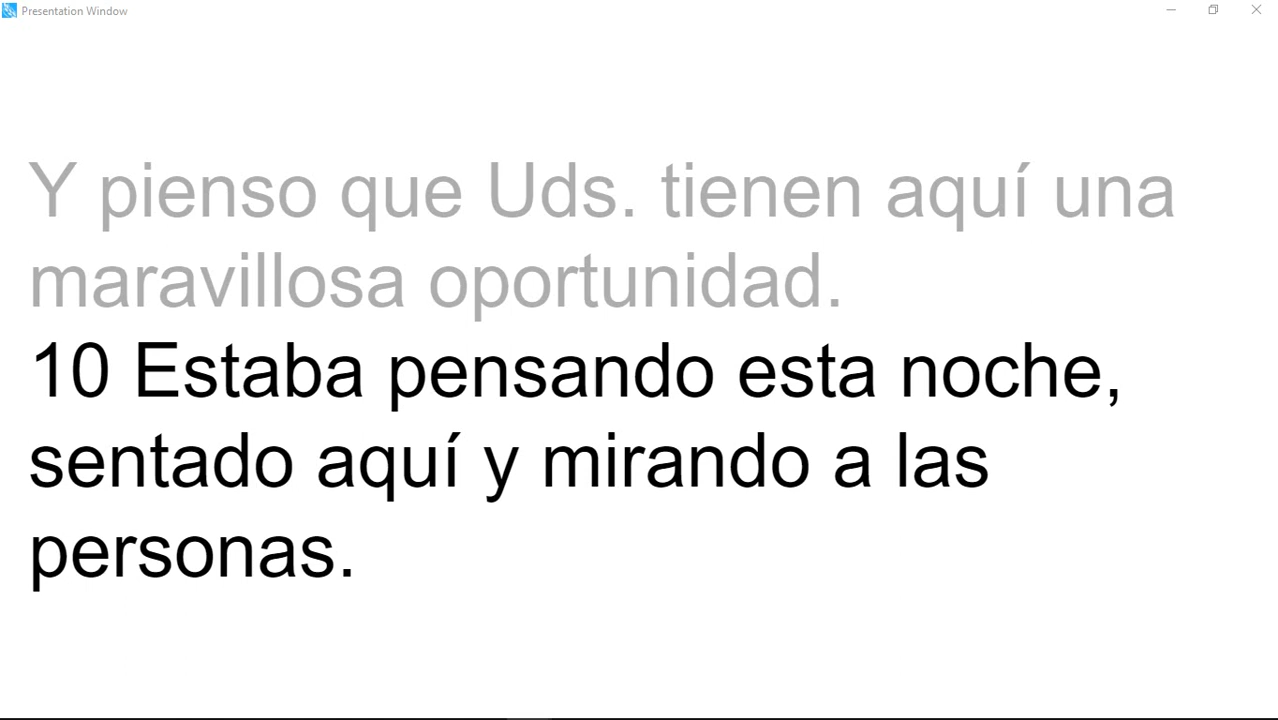 Presentation Window
Y pienso que Uds. tienen aquí una
maravillosa oportunidad.
10 Estaba pensando esta noche,
sentado aquí y mirando a las
personas.